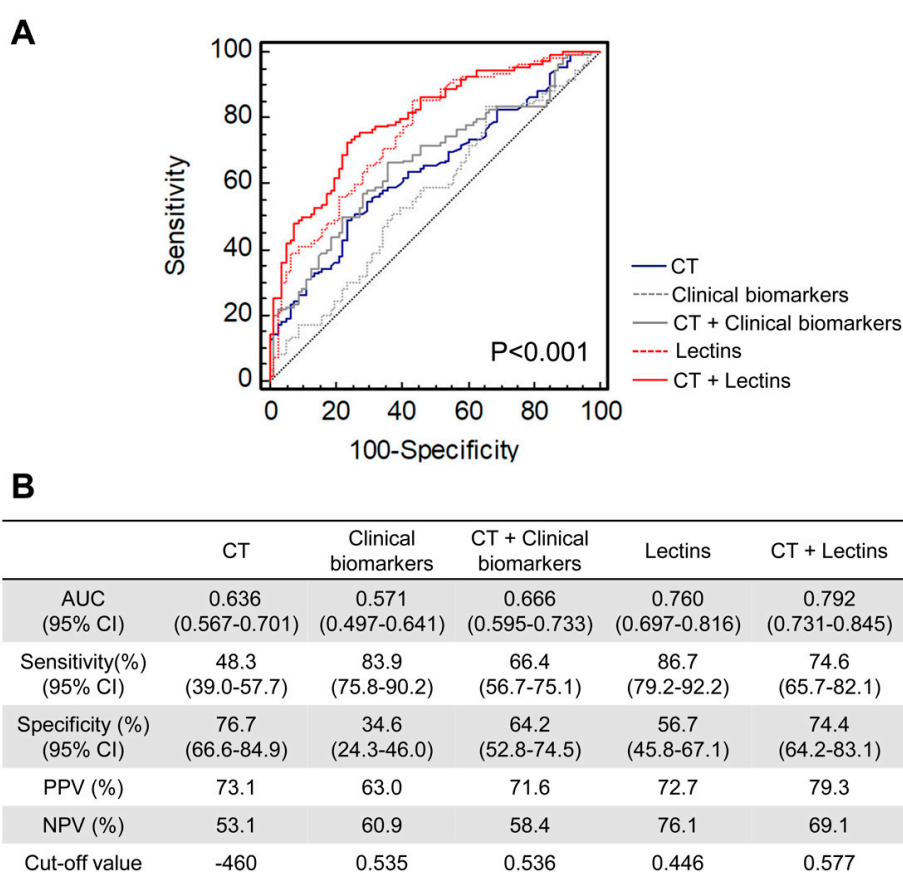 A
100
80
60
40
20
0
Sensitivity
P<0.001
0 20 40 60 80 100
100-Specificity
CT
Clinical biomarkers
CT + Clinical biomarkers
Lectins
CT + Lectins
B
CT Clinical biomarkers CT + Clinical biomarkers Lectins CT + Lectins
AUC 0.636 0.571 0.666 0.760 0.792
(95% CI) (0.567-0.701) (0.497-0.641) (0.595-0.733) (0.697-0.816) (0.731-0.845)
Sensitivity(%) 48.3 83.9 66.4 86.7 74.6
(95% CI) (39.0-57.7) (75.8-90.2) (56.7-75.1) (79.2-92.2) (65.7-82.1)
Specificity (%) 76.7 34.6 64.2 56.7 74.4
(95% CI) (66.6-84.9) (24.3-46.0) (52.8-74.5) (45.8-67.1) (64.2-83.1)
PPV (%) 73.1 63.0 71.6 72.7 79.3
NPV (%) 53.1 60.9 58.4 76.1 69.1
Cut-off value -460 0.535 0.536 0.446 0.577